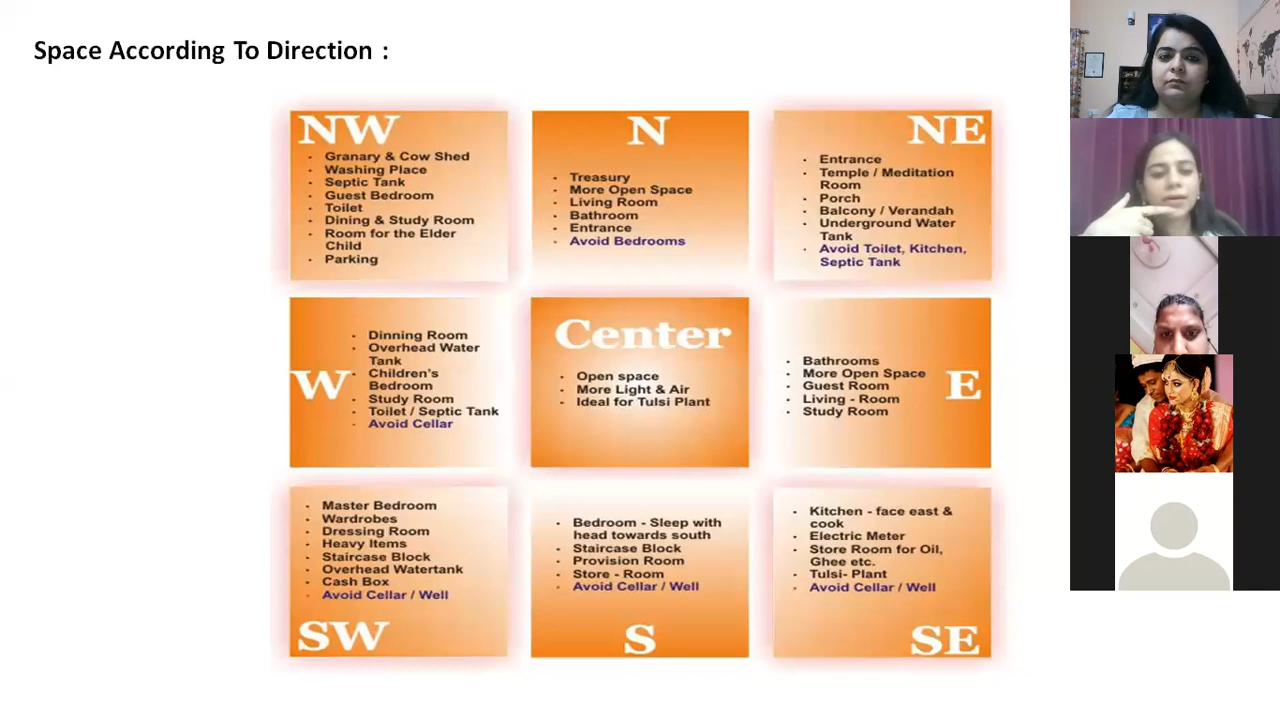 Space According To Direction :
NW
Granary & Cow Shed
Washing Place
Septic Tank
Guest Bedroom
Toilet
Dining & Study Room
Room for the Elder
Child
Parking
N
Treasury
More Open Space
Living Room
Bathroom
Entrance
Avoid Bedrooms
NE
Entrance
Temple / Meditation
Room
Porch
Balcony / Verandah
Underground Water
Tank
Avoid Toilet, Kitchen,
Septic Tank
W
Dinning Room
Overhead Water
Tank
Children's
Bedroom
Study Room
Toilet / Septic Tank
Avoid Cellar
Center
Open space
More Light & Air
Ideal for Tulsi Plant
Bathrooms
More Open Space
Guest Room
Living - Room
Study Room
E
Master Bedroom
Wardrobes
Dressing Room
Heavy Items
Staircase Block
Overhead Watertank
Cash Box
Avoid Cellar / Well
SW
Bedroom - Sleep with
head towards south
Staircase Block
Provision Room
Store - Room
Avoid Cellar / Well
S
Kitchen - face east &
cook
Electric Meter
Store Room for Oil,
Ghee etc.
Tulsi- Plant
Avoid Cellar / Well
SE